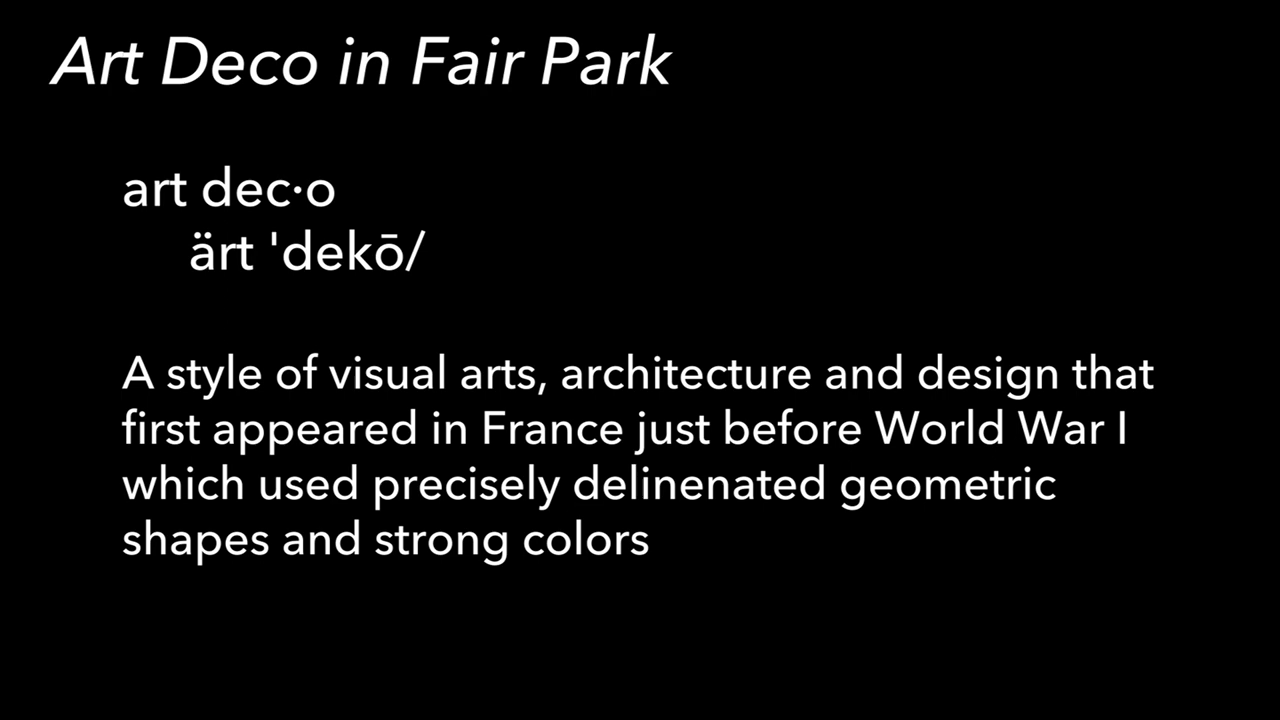 Art Deco in Fair Park
art dec·o
ärt 'dekō/
A style of visual arts, architecture and design that
first appeared in France just before World War I
which used precisely delinenated geometric
shapes and strong colors